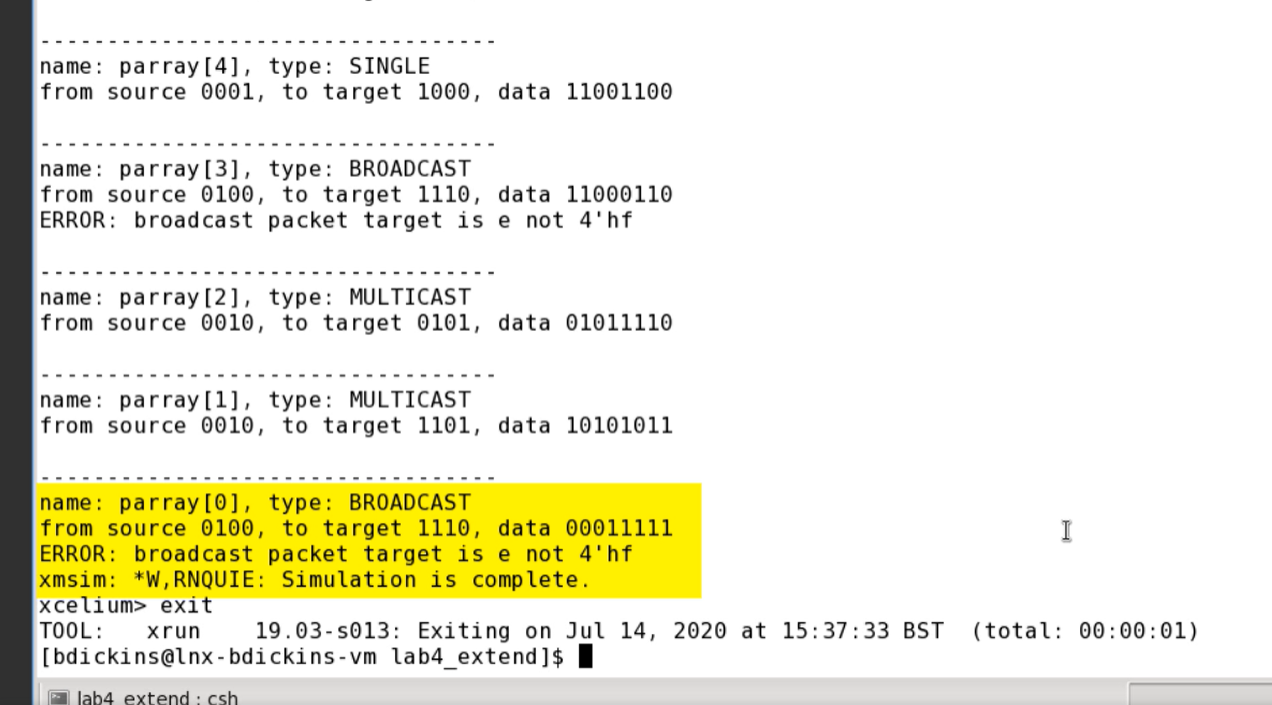 ---------------------------------- 
name: parray[4], type: SINGLE
from source 0001, to target 1000, data 11001100
----------------------------------
name: parray[3], type: BROADCAST
from source 0100, to target 1110, data 11000110
ERROR: broadcast packet target is e not 4'hf
----------------------------------
name: parray[2], type: MULTICAST
from source 0010, to target 0101, data 01011110
----------------------------------
name: parray[1], type: MULTICAST
from source 0010, to target 1101, data 10101011
----------------------------------
name: parray[0], type: BROADCAST
from source 0100, to target 1110, data 00011111
ERROR: broadcast packet target is e not 4'hf
xmsim: *W,RNQUIE: Simulation is complete.
xcelium> exit
TOOL:   xrun    19.03-s013: Exiting on Jul 14, 2020 at 15:37:33 BST  (total: 00:00:01)
[bdickins@lnx-bdickins-vm lab4_extend]$
lab4_extend : csh